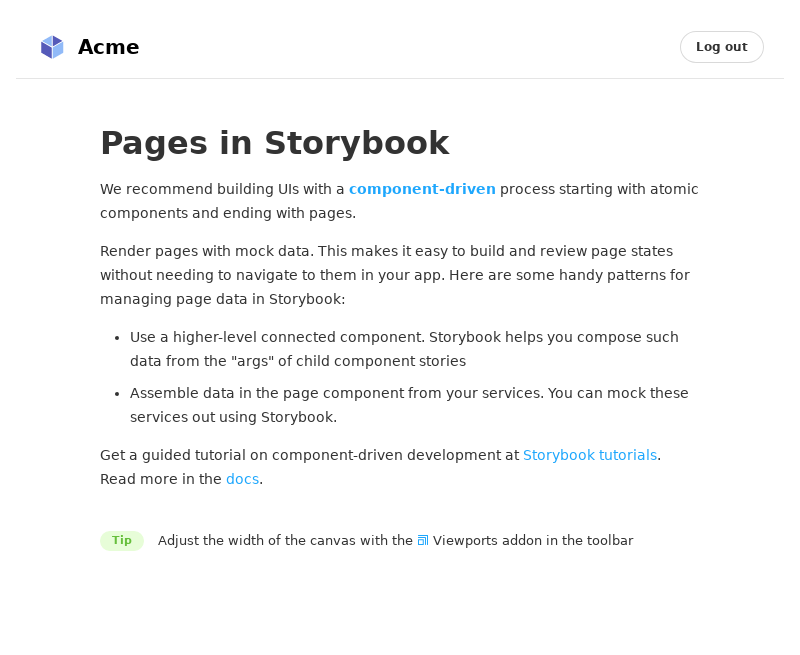 Acme
Log out
Pages in Storybook
We recommend building UIs with a component-driven process starting with atomic
components and ending with pages.
Render pages with mock data. This makes it easy to build and review page states
without needing to navigate to them in your app. Here are some handy patterns for
managing page data in Storybook:
• Use a higher-level connected component. Storybook helps you compose such
data from the "args" of child component stories
• Assemble data in the page component from your services. You can mock these
services out using Storybook.
Get a guided tutorial on component-driven development at Storybook tutorials.
Read more in the docs.
Tip Adjust the width of the canvas with the Viewports addon in the toolbar